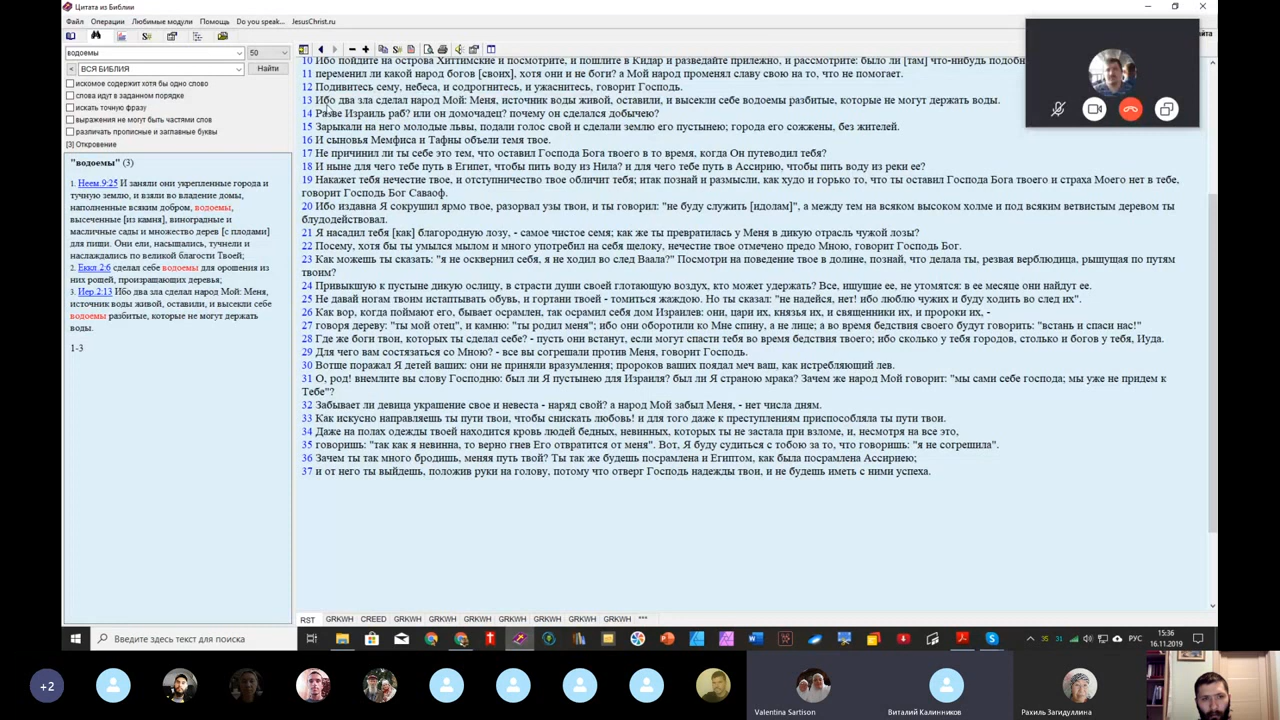 Цитата из Библии
Файл Операции Любимые модули Помощь Do you speak... JesusChrist.ru
водоемы 50
< ВСЯ БИБЛИЯ Найти
искомое содержит хотя бы одно слово
слова идут в заданном порядке
искать точную фразу
выражения не могут быть частями слов
различать прописные и заглавные буквы
[3] Откровение
"водоемы" (3)
1. Неем.9:25 И заняли они укрепленные города и
тучную землю, и взяли во владение домы,
наполненные всяким добром, водоемы,
высеченные [из камня], виноградные и
масличные сады и множество дерев [с плодами]
для пищи. Они ели, насыщались, тучнели и
наслаждались по великой благости Твоей;
2. Еккл.2:6 сделал себе водоемы для орошения из
них рощей, произращающих деревья;
3. Иер.2:13 Ибо два зла сделал народ Мой: Меня,
источник воды живой, оставили, и высекли себе
водоемы разбитые, которые не могут держать
воды.
1-3
10 Ибо пойдите на острова Хиттимские и посмотрите, и пошлите в Кидар и разведайте прилежно, и рассмотрите: было ли [там] что-нибудь подобн
11 переменил ли какой народ богов [своих], хотя они и не боги? а Мой народ променял славу свою на то, что не помогает.
12 Подивитесь сему, небеса, и содрогнитесь, и ужаснитесь, говорит Господь.
13 Ибо два зла сделал народ Мой: Меня, источник воды живой, оставили, и высекли себе водоемы разбитые, которые не могут держать воды.
14 Разве Израиль раб? или он домочадец? почему он сделался добычею?
15 Зарыкали на него молодые львы, подали голос свой и сделали землю его пустынею; города его сожжены, без жителей.
16 И сыновья Мемфиса и Тафны объели темя твое.
17 Не причинил ли ты себе это тем, что оставил Господа Бога твоего в то время, когда Он путеводил тебя?
18 И ныне для чего тебе путь в Египет, чтобы пить воду из Нила? и для чего тебе путь в Ассирию, чтобы пить воду из реки ее?
19 Накажет тебя нечестие твое, и отступничество твое обличит тебя; итак познай и размысли, как худо и горько то, что ты оставил Господа Бога твоего и страха Моего нет в тебе,
говорит Господь Бог Саваоф.
20 Ибо издавна Я сокрушил ярмо твое, разорвал узы твои, и ты говорил: "не буду служить [идолам]", а между тем на всяком высоком холме и под всяким ветвистым деревом ты
блудодействовал.
21 Я насадил тебя [как] благородную лозу, - самое чистое семя; как же ты превратилась у Меня в дикую отрасль чужой лозы?
22 Посему, хотя бы ты умылся мылом и много употребил на себя щелоку, нечестие твое отмечено предо Мною, говорит Господь Бог.
23 Как можешь ты сказать: "я не осквернил себя, я не ходил во след Ваала?" Посмотри на поведение твое в долине, познай, что делала ты, резвая верблюдица, рыщущая по путям
твоим?
24 Привыкшую к пустыне дикую ослицу, в страсти души своей глотающую воздух, кто может удержать? Все, ищущие ее, не утомятся: в ее месяце они найдут ее.
25 Не давай ногам твоим истаптывать обувь, и гортани твоей - томиться жаждою. Но ты сказал: "не надейся, нет! ибо люблю чужих и буду ходить во след их".
26 Как вор, когда поймают его, бывает осрамлен, так осрамил себя дом Израилев: они, цари их, князья их, и священники их, и пророки их, -
27 говоря дереву: "ты мой отец", и камню: "ты родил меня"; ибо они оборотили ко Мне спину, а не лице; а во время бедствия своего будут говорить: "встань и спаси нас!"
28 Где же боги твои, которых ты сделал себе? - пусть они встанут, если могут спасти тебя во время бедствия твоего; ибо сколько у тебя городов, столько и богов у тебя, Иуда.
29 Для чего вам состязаться со Мною? - все вы согрешали против Меня, говорит Господь.
30 Вотще поражал Я детей ваших: они не приняли вразумления; пророков ваших поядал меч ваш, как истребляющий лев.
31 О, род! внемлите вы слову Господню: был ли Я пустынею для Израиля? был ли Я страною мрака? Зачем же народ Мой говорит: "мы сами себе господа; мы уже не придем к
Тебе"?
32 Забывает ли девица украшение свое и невеста - наряд свой? а народ Мой забыл Меня, - нет числа дням.
33 Как искусно направляешь ты пути твои, чтобы снискать любовь! и для того даже к преступлениям приспособляла ты пути твои.
34 Даже на полах одежды твоей находится кровь людей бедных, невинных, которых ты не застала при взломе, и, несмотря на все это,
35 говоришь: "так как я невинна, то верно гнев Его отвратится от меня". Вот, Я буду судиться с тобою за то, что говоришь: "я не согрешила".
36 Зачем ты так много бродишь, меняя путь твой? Ты так же будешь посрамлена и Египтом, как была посрамлена Ассириею;
37 и от него ты выйдешь, положив руки на голову, потому что отверг Господь надежды твои, и не будешь иметь с ними успеха.
RST GRKWH CREED GRKWH GRKWH GRKWH GRKWH GRKWH ***
Введите здесь текст для поиска
35 31 РУС 15:36
16.11.2019
+2
Valentina Sartison Виталий Калинников Рахиль Загидуллина